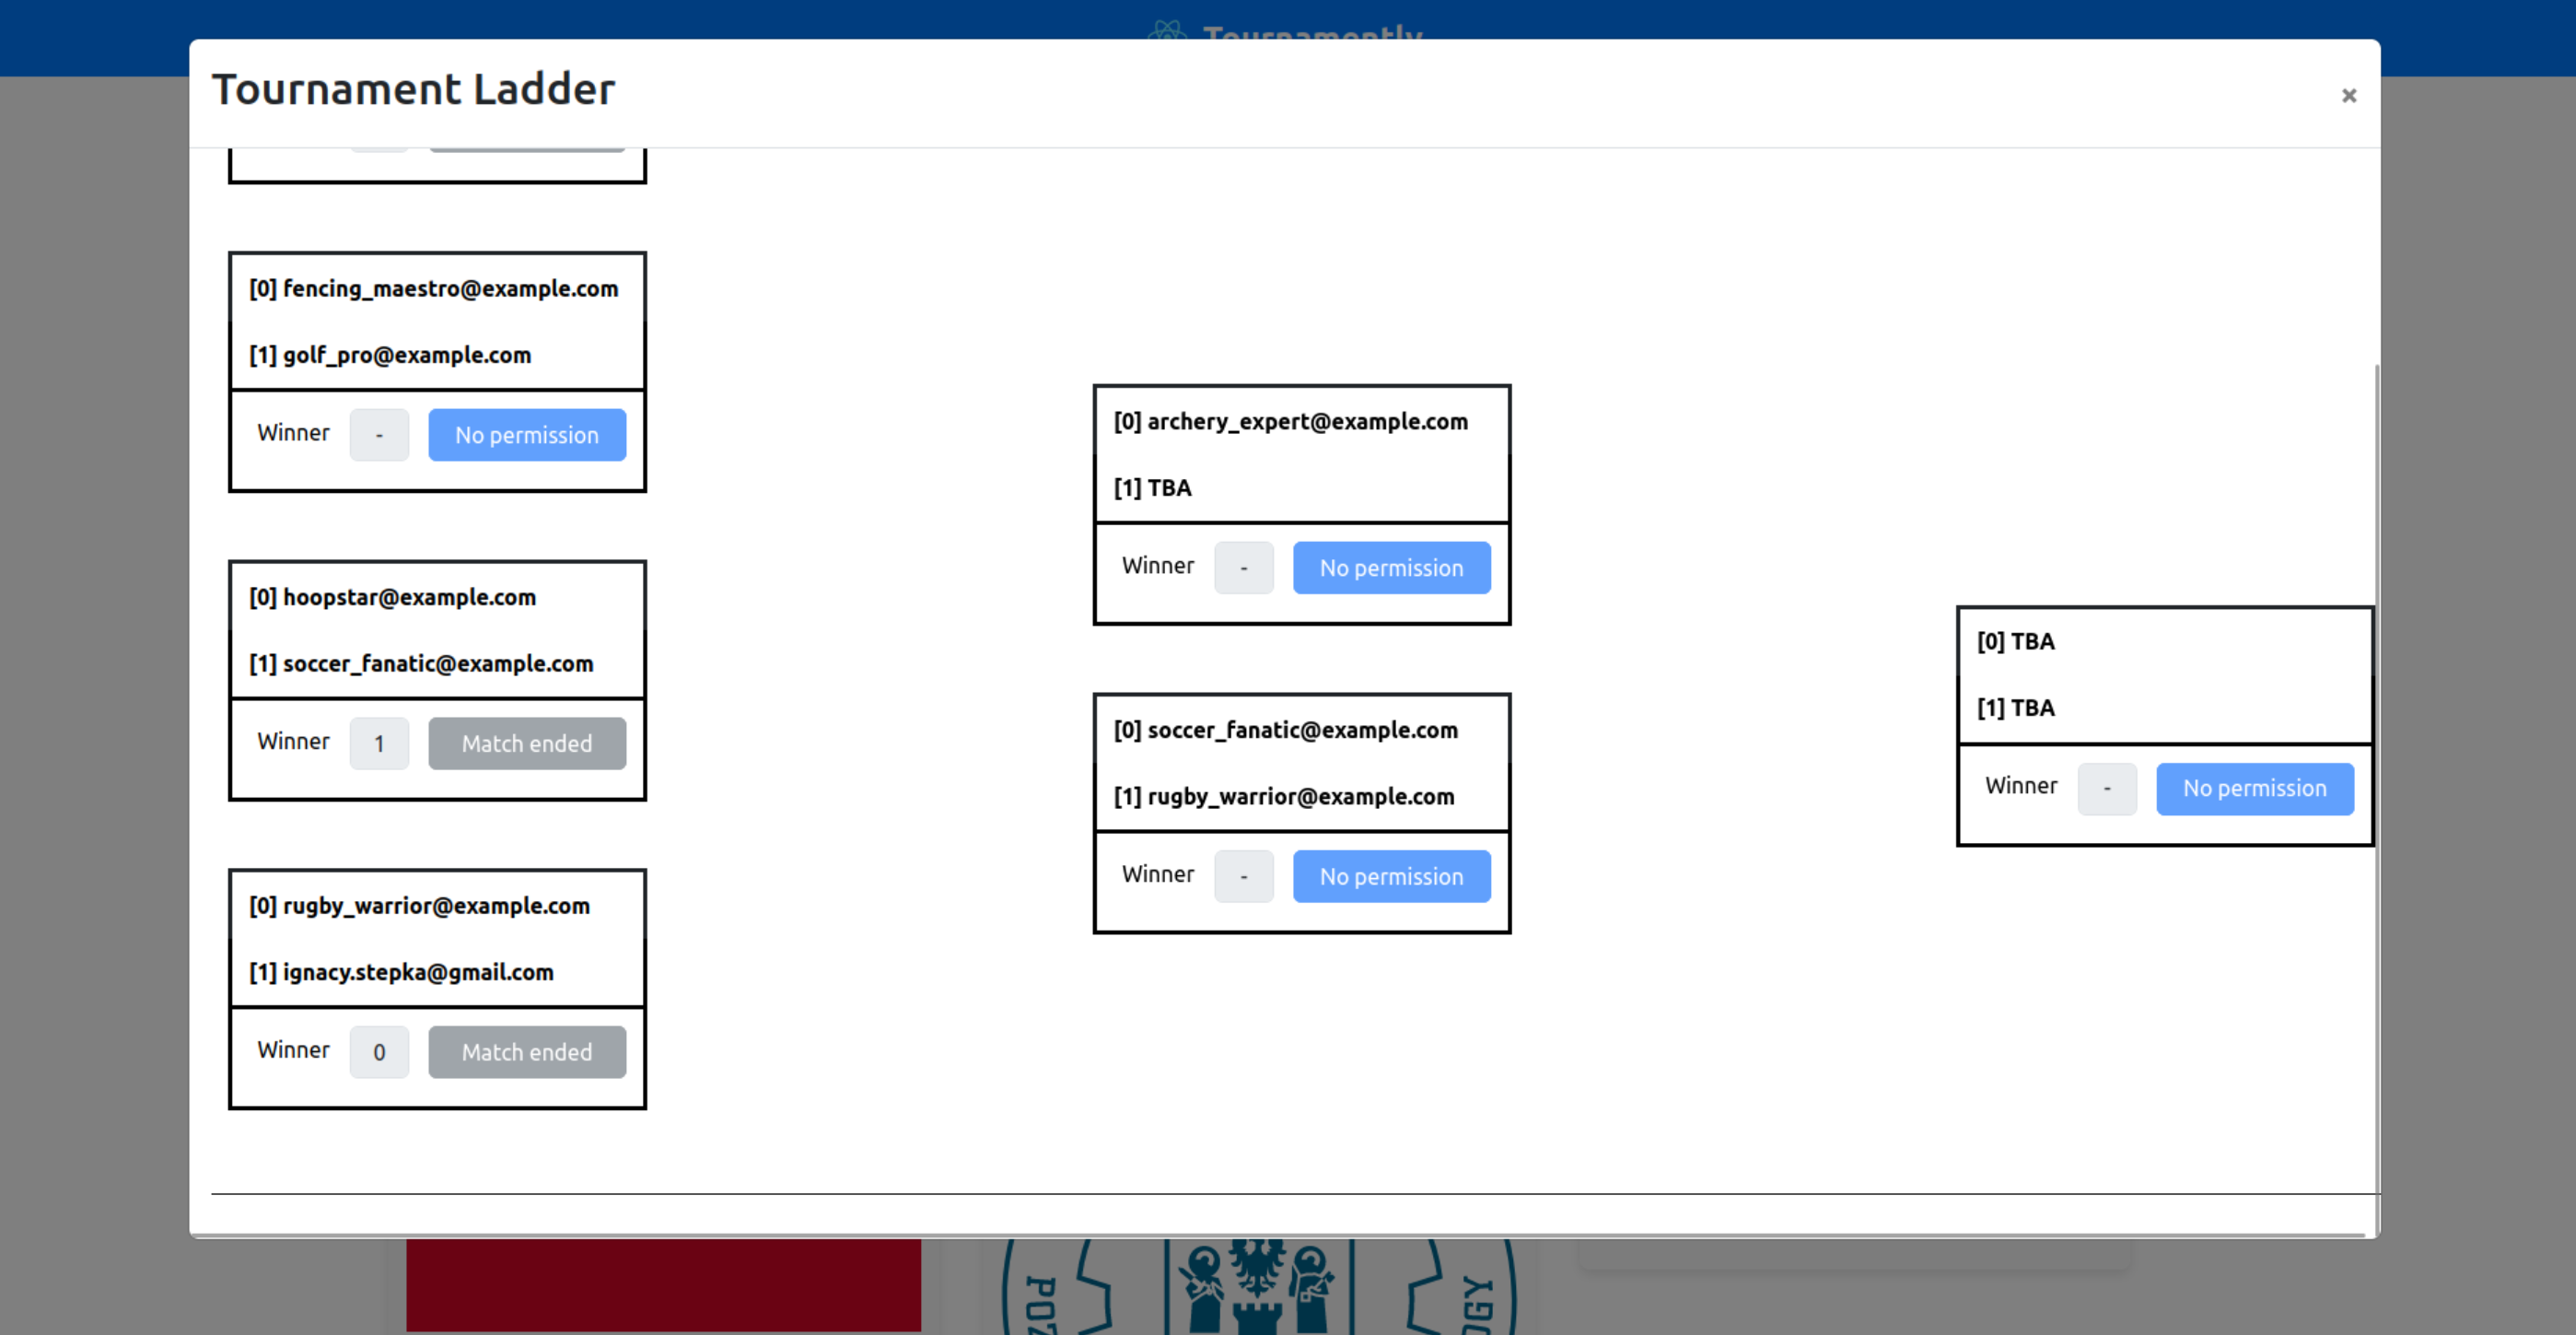 Tournamently
Tournament Ladder
×
[0] fencing_maestro@example.com
[1] golf_pro@example.com
Winner - No permission
[0] hoopstar@example.com
[1] soccer_fanatic@example.com
Winner 1 Match ended
[0] rugby_warrior@example.com
[1] ignacy.stepka@gmail.com
Winner 0 Match ended
[0] archery_expert@example.com
[1] TBA
Winner - No permission
[0] soccer_fanatic@example.com
[1] rugby_warrior@example.com
Winner - No permission
[0] TBA
[1] TBA
Winner - No permission